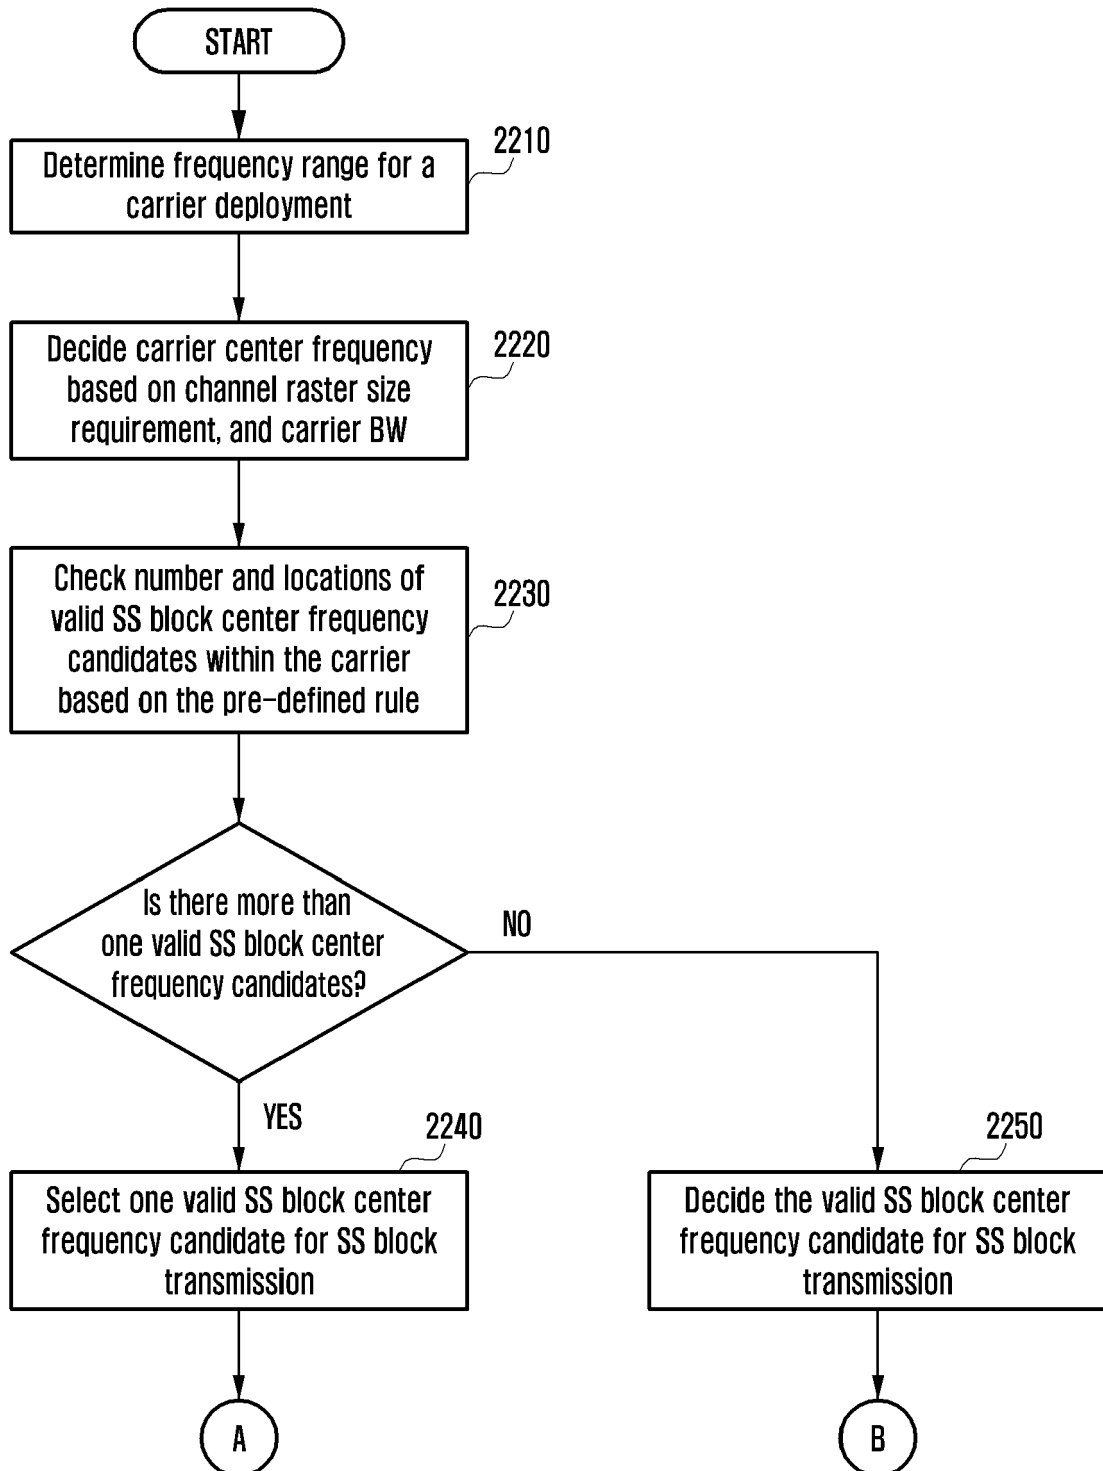 START
2210
Determine frequency range for a
carrier deployment
2220
Decide carrier center frequency
based on channel raster size
requirement, and carrier BW
2230
Check number and locations of
valid SS block center frequency
candidates within the carrier
based on the pre-defined rule
Is there more than
one valid SS block center
frequency candidates?
NO
YES
2240
Select one valid SS block center
frequency candidate for SS block
transmission
2250
Decide the valid SS block center
frequency candidate for SS block
transmission
A
B